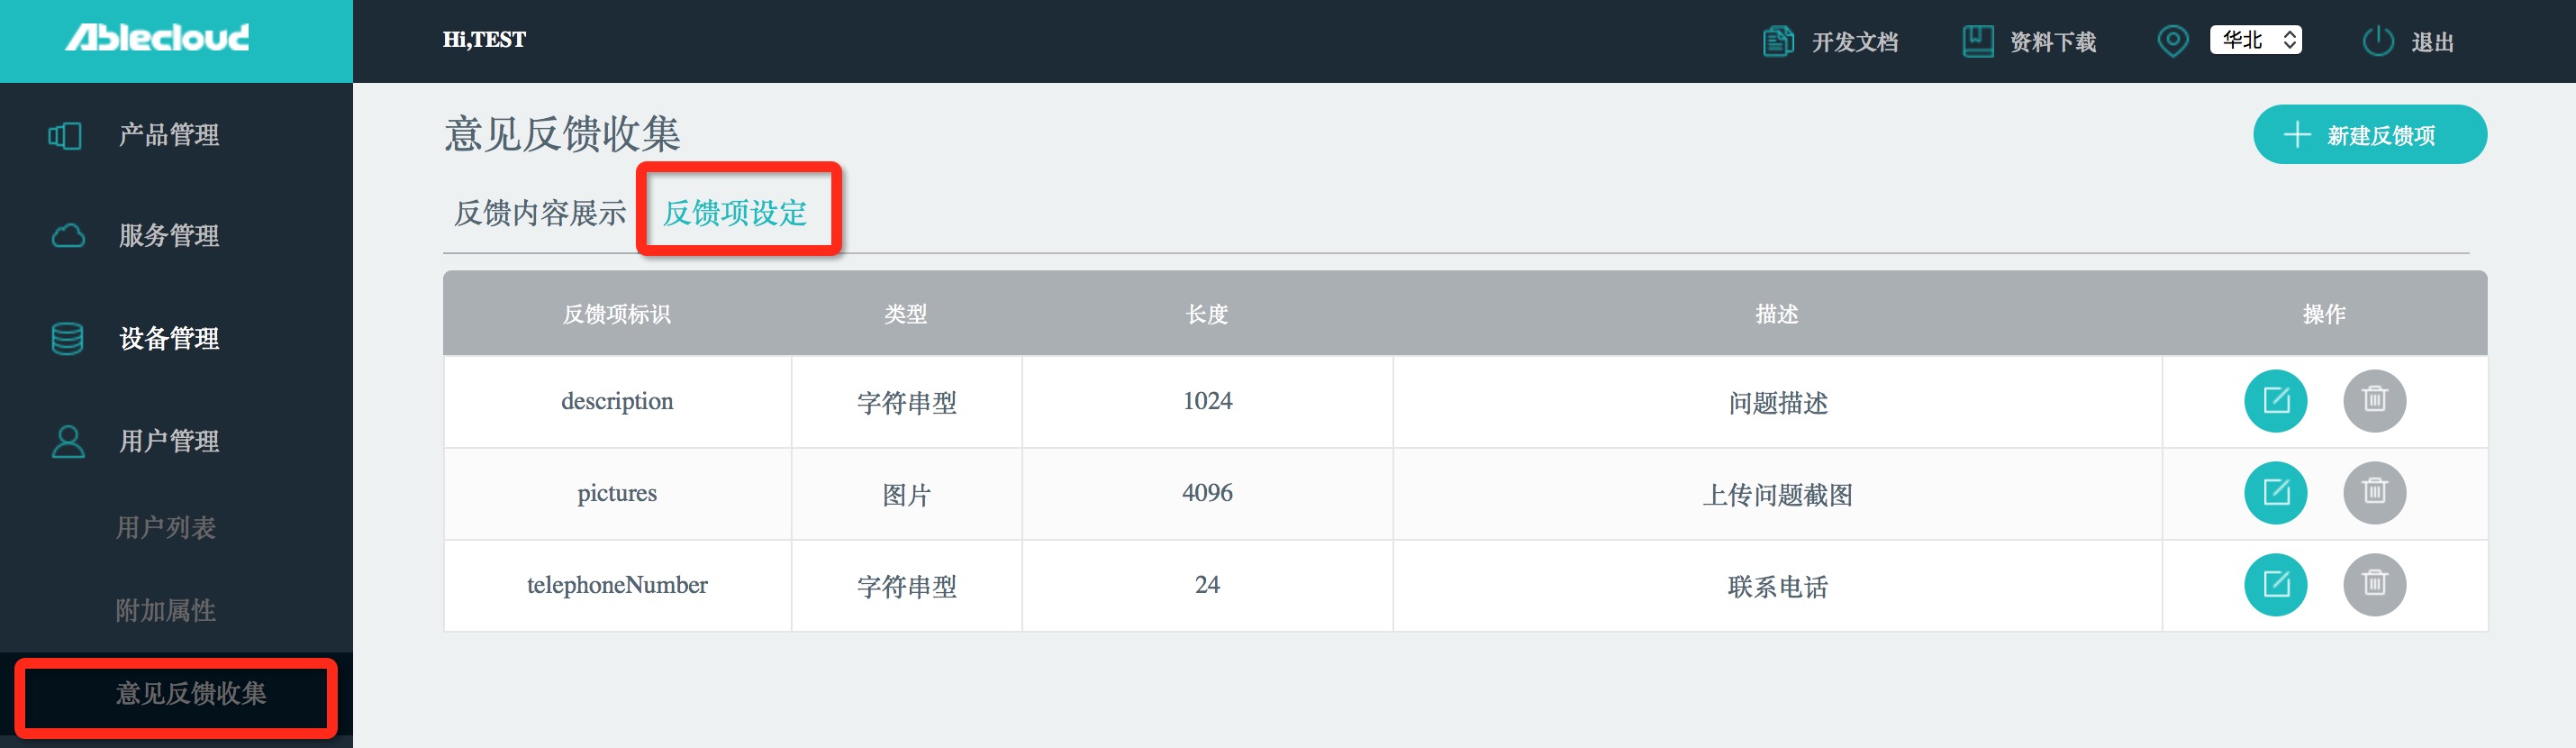 Ablecloud
Hi,TEST
开发文档
资料下载
华北
退出
产品管理
服务管理
设备管理
用户管理
用户列表
附加属性
意见反馈收集
意见反馈收集
新建反馈项
反馈内容展示 反馈项设定
反馈项标识 类型 长度 描述 操作
description 字符串型 1024 问题描述
pictures 图片 4096 上传问题截图
telephoneNumber 字符串型 24 联系电话